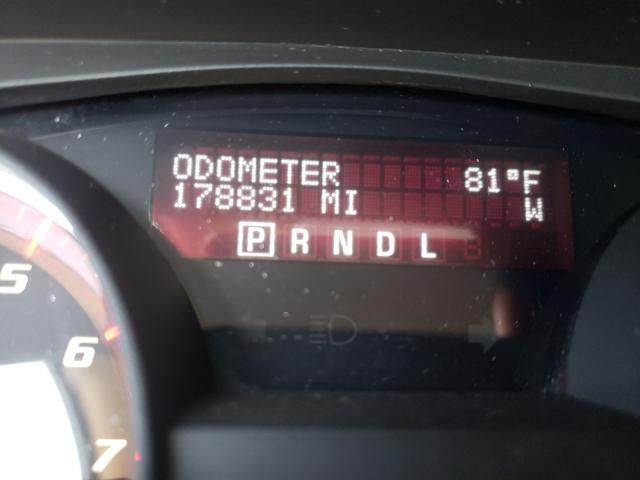 ODOMETER 81°F
178831 MI W
P R N D L
5
6
7